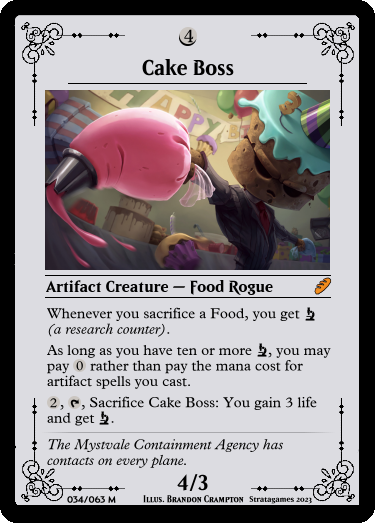 4
Cake Boss
HAPPY B
Artifact Creature — Food Rogue
Whenever you sacrifice a Food, you get
(a research counter).
As long as you have ten or more , you may
pay 0 rather than pay the mana cost for
artifact spells you cast.
2, , Sacrifice Cake Boss: You gain 3 life
and get .
The Mystvale Containment Agency has
contacts on every plane.
4/3
034/063 M Illus. Brandon Crampton Stratagames 2023